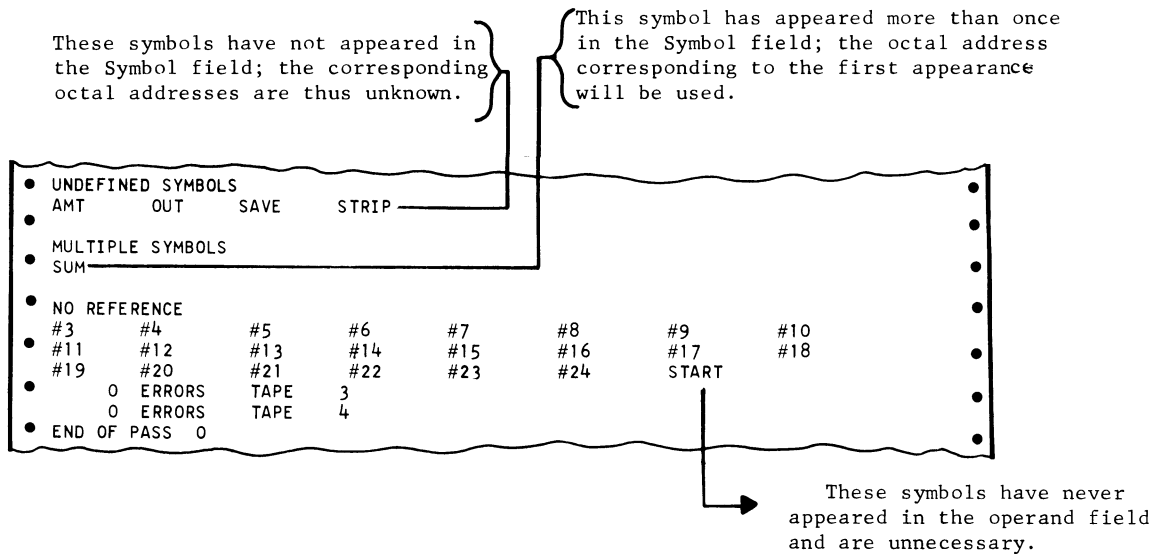 These symbols have not appeared in
the Symbol field; the corresponding
octal addresses are thus unknown.
This symbol has appeared more than once
in the Symbol field; the octal address
corresponding to the first appearance
will be used.
UNDEFINED SYMBOLS
AMT OUT SAVE STRIP
MULTIPLE SYMBOLS
SUM
NO REFERENCE
#3 #4 #5 #6 #7 #8 #9 #10
#11 #12 #13 #14 #15 #16 #17 #18
#19 #20 #21 #22 #23 #24 START
0 ERRORS TAPE 3
0 ERRORS TAPE 4
END OF PASS 0
These symbols have never
appeared in the operand field
and are unnecessary.